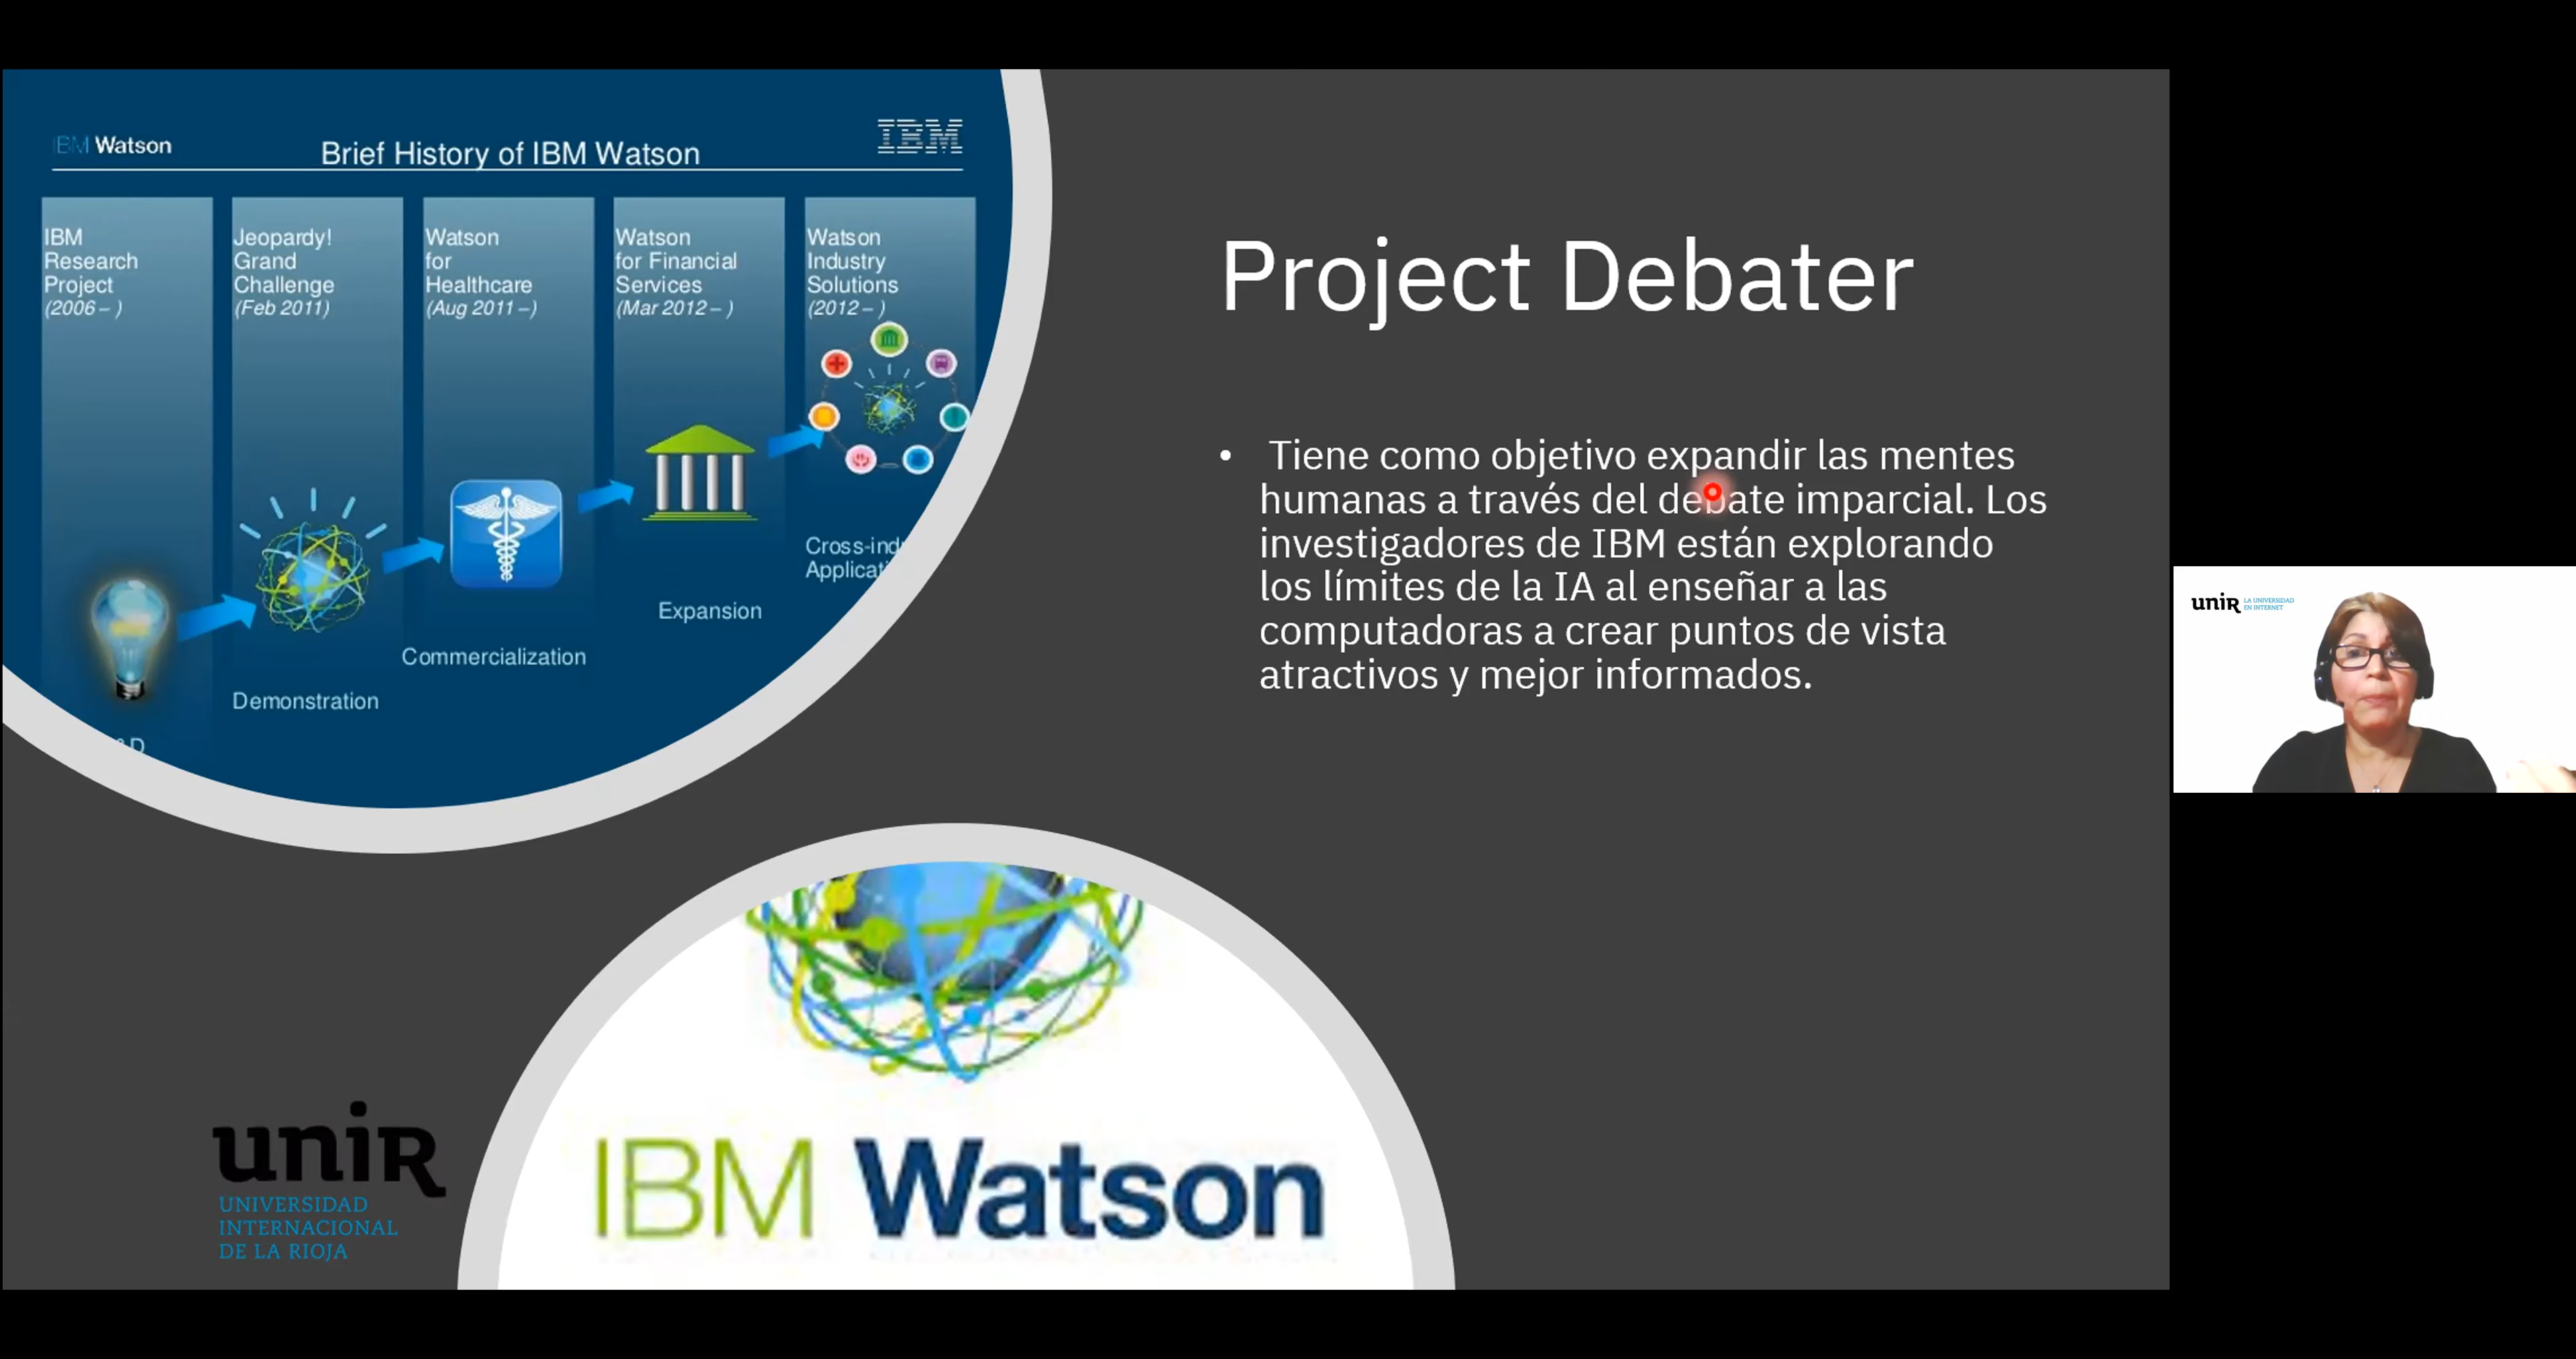 IBM Watson
Brief History of IBM Watson
IBM
IBM
Research
Project
(2006 – )
Jeopardy!
Grand
Challenge
(Feb 2011)
Demonstration
Watson
for
Healthcare
(Aug 2011 –)
Commercialization
Watson
for Financial
Services
(Mar 2012 – )
Expansion
Watson
Industry
Solutions
(2012 – )
Project Debater
• Tiene como objetivo expandir las mentes
humanas a través del debate imparcial. Los
investigadores de IBM están explorando
los límites de la IA al enseñar a las
computadoras a crear puntos de vista
atractivos y mejor informados.
unir LA UNIVERSIDAD
EN INTERNET
unir
UNIVERSIDAD
INTERNACIONAL
DE LA RIOJA
IBM Watson